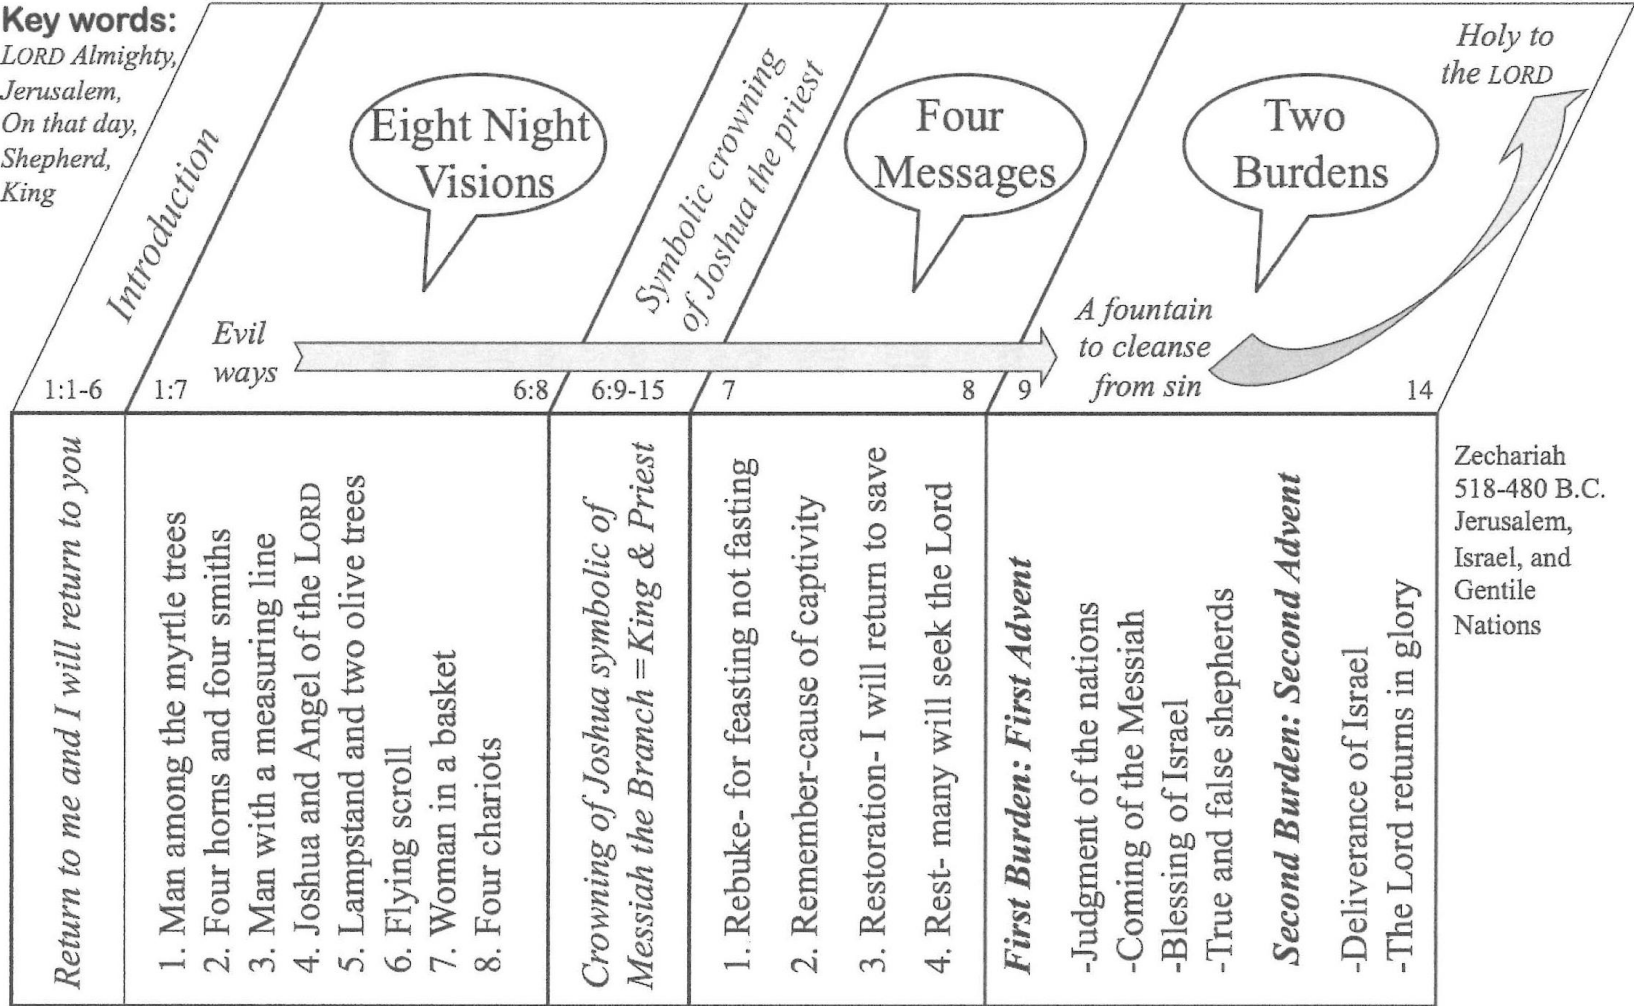 Key words:
LORD Almighty,
Jerusalem,
On that day,
Shepherd,
King
Introduction
Eight Night
Visions
Symbolic crowning
of Joshua the priest
Four
Messages
Two
Burdens
Holy to
the LORD
Evil
ways
A fountain
to cleanse
from sin
1:1-6
1:7
6:8
6:9-15
7
8
9
14
Return to me and I will return to you
1. Man among the myrtle trees
2. Four horns and four smiths
3. Man with a measuring line
4. Joshua and Angel of the LORD
5. Lampstand and two olive trees
6. Flying scroll
7. Woman in a basket
8. Four chariots
Crowning of Joshua symbolic of
Messiah the Branch =King & Priest
1. Rebuke- for feasting not fasting
2. Remember-cause of captivity
3. Restoration- I will return to save
4. Rest- many will seek the Lord
First Burden: First Advent
-Judgment of the nations
-Coming of the Messiah
-Blessing of Israel
-True and false shepherds
Second Burden: Second Advent
-Deliverance of Israel
-The Lord returns in glory
Zechariah
518-480 B.C.
Jerusalem,
Israel, and
Gentile
Nations